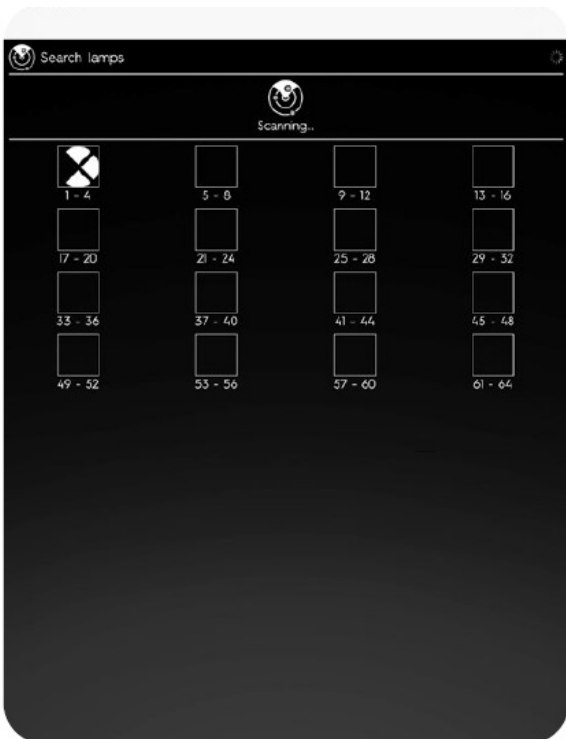 Search lamps
Scanning..
1 - 4
5 - 8
9 - 12
13 - 16
17 - 20
21 - 24
25 - 28
29 - 32
33 - 36
37 - 40
41 - 44
45 - 48
49 - 52
53 - 56
57 - 60
61 - 64